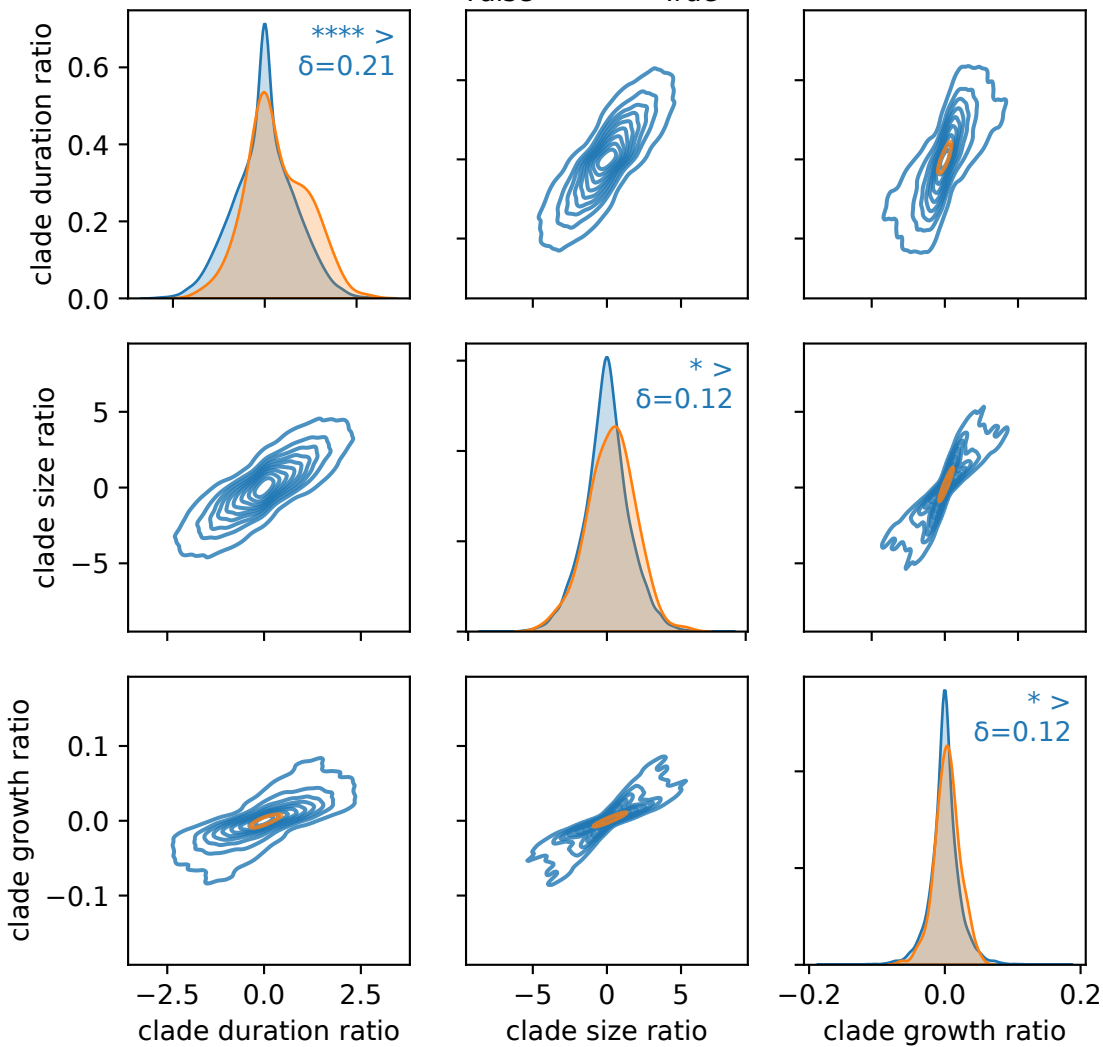 **** >
δ=0.21
clade duration ratio
0.6
0.4
0.2
0.0
* >
δ=0.12
clade size ratio
5
0
−5
* >
δ=0.12
clade growth ratio
0.1
0.0
−0.1
−2.5 0.0 2.5
−5 0 5
−0.2 0.0 0.2
clade duration ratio
clade size ratio
clade growth ratio